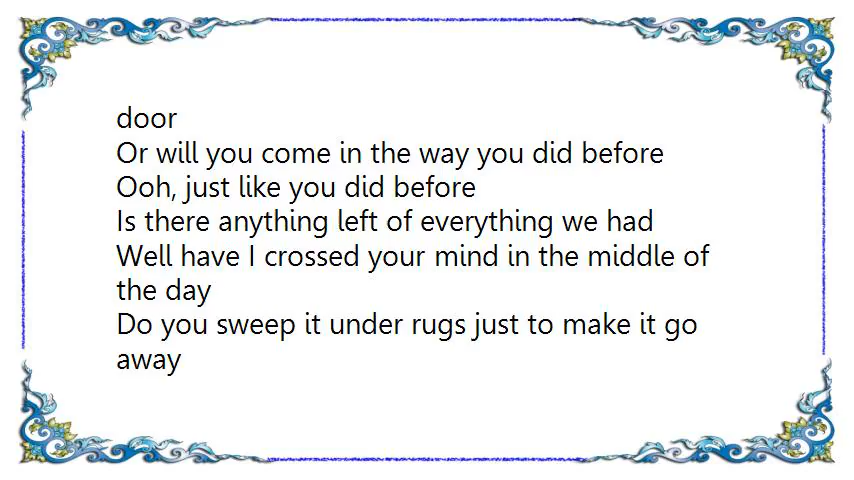 door
Or will you come in the way you did before
Ooh, just like you did before
Is there anything left of everything we had
Well have I crossed your mind in the middle of
the day
Do you sweep it under rugs just to make it go
away